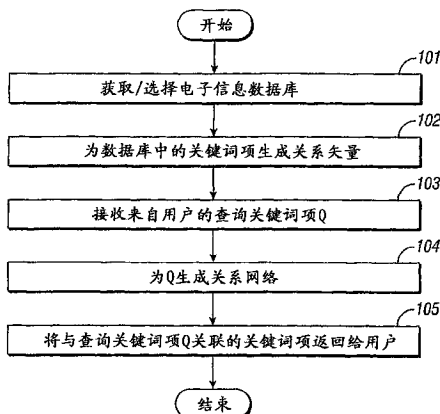 开始
101
获取/选择电子信息数据库
102
为数据库中的关键词项生成关系矢量
103
接收来自用户的查询关键词项Q
104
为Q生成关系网络
105
将与查询关键词项Q关联的关键词项返回给用户
结束